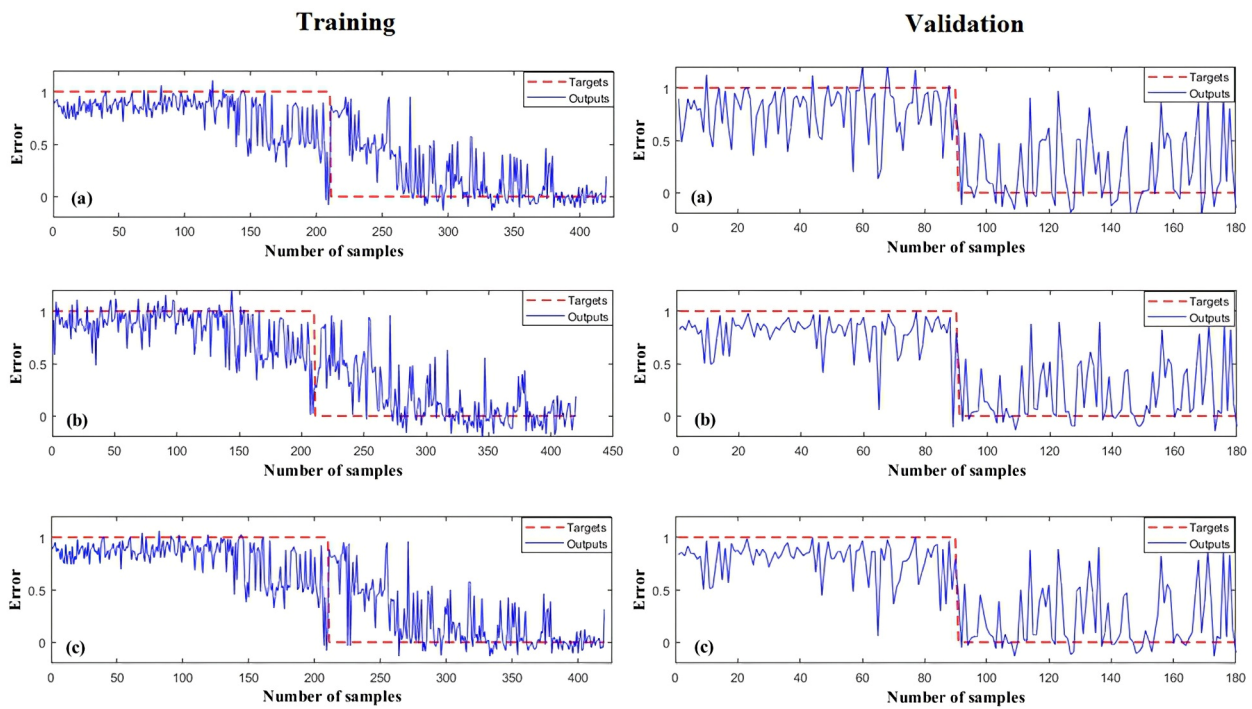 Training
Validation
Targets
Outputs
1
0.5
0
Error
(a)
0 50 100 150 200 250 300 350 400
Number of samples
Targets
Outputs
1
0.5
0
Error
(a)
0 20 40 60 80 100 120 140 160 180
Number of samples
Targets
Outputs
1
0.5
0
Error
(b)
0 50 100 150 200 250 300 350 400 450
Number of samples
Targets
Outputs
1
0.5
0
Error
(b)
0 20 40 60 80 100 120 140 160 180
Number of samples
Targets
Outputs
1
0.5
0
Error
(c)
0 50 100 150 200 250 300 350 400
Number of samples
Targets
Outputs
1
0.5
0
Error
(c)
0 20 40 60 80 100 120 140 160 180
Number of samples